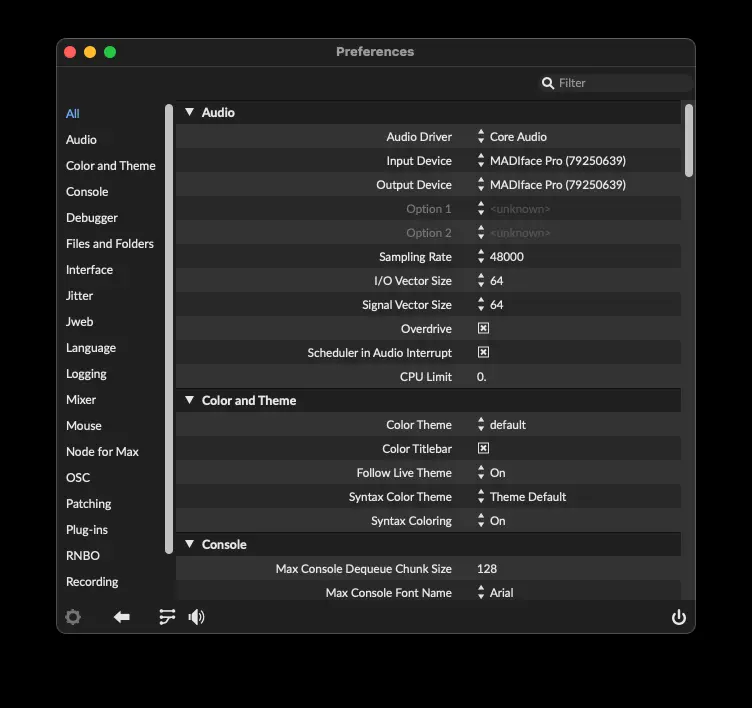 Preferences
Filter
All
Audio
Color and Theme
Console
Debugger
Files and Folders
Interface
Jitter
Jweb
Language
Logging
Mixer
Mouse
Node for Max
OSC
Patching
Plug-ins
RNBO
Recording
Audio
Audio Driver Core Audio
Input Device MADIface Pro (79250639)
Output Device MADIface Pro (79250639)
Option 1 <unknown>
Option 2 <unkmown>
Sampling Rate 48000
I/O Vector Size 64
Signal Vector Size 64
Overdrive
Scheduler in Audio Interrupt
CPU Limit 0.
Color and Theme
Color Theme default
Color Titlebar
Follow Live Theme On
Syntax Color Theme Theme Default
Syntax Coloring On
Console
Max Console Dequeue Chunk Size 128
Max Console Font Name Arial